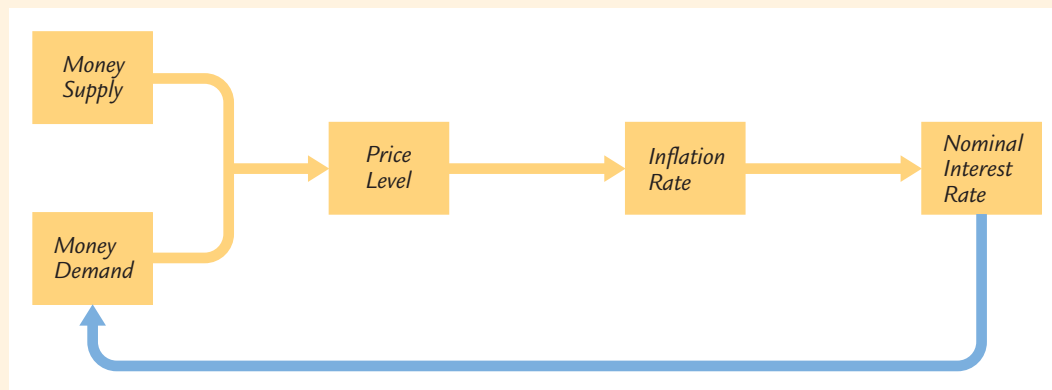 Money
Supply
Money
Demand
Price
Level
Inflation
Rate
Nominal
Interest
Rate